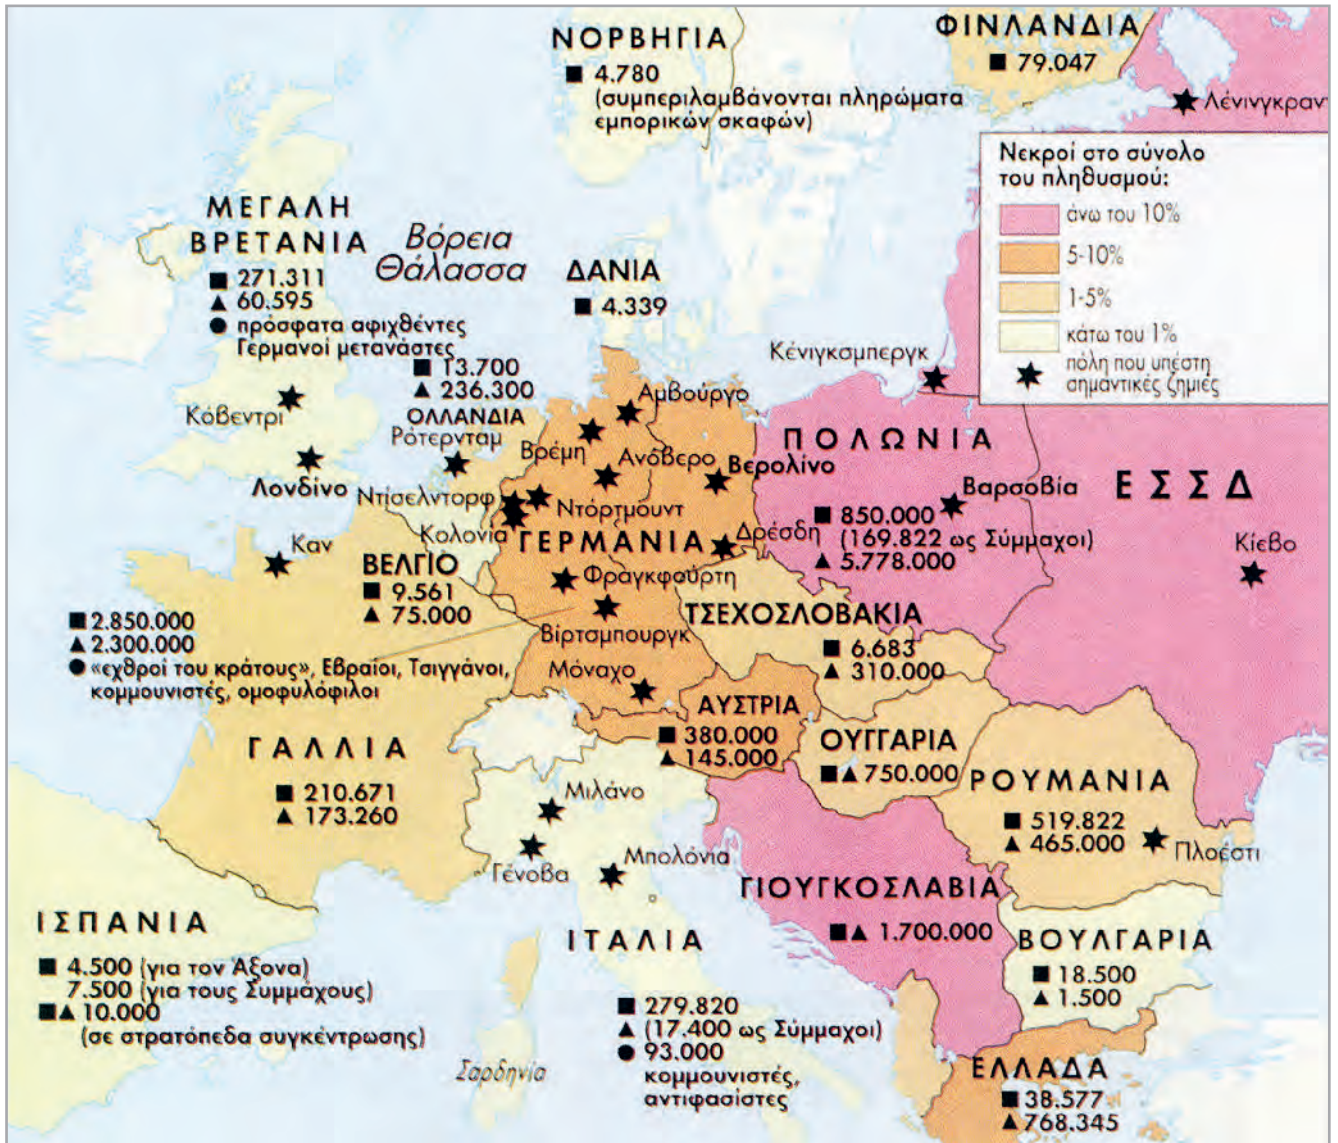 ΝΟΡΒΗΓΙΑ
■ 4.780
(συμπεριλαμβάνονται πληρώματα
εμπορικών σκαφών)
ΦΙΝΛΑΝΔΙΑ
■ 79.047
Λένινγκραντ
Νεκροί στο σύνολο
του πληθυσμού:
άνω του 10%
5-10%
1-5%
κάτω του 1%
πόλη που υπέστη
σημαντικές ζημιές
ΜΕΓΑΛΗ
ΒΡΕΤΑΝΙΑ
■ 271.311
▲ 60.595
● πρόσφατα αφιχθέντες
Γερμανοί μετανάστες
Βόρεια
Θάλασσα
ΔΑΝΙΑ
■ 4.339
■ 13.700
▲ 236.300
ΟΛΛΑΝΔΙΑ
Ρότερνταμ
Κόβεντρι
Λονδίνο
Κένιγκσμπεργκ
Αμβούργο
Βρέμη
Ανόβερο
Βερολίνο
Ντίσελντορφ
Ντόρτμουντ
Κολονία
ΓΕΡΜΑΝΙΑ
Δρέσδη
Φραγκφούρτη
Βίρτσμπουργκ
Μόναχο
ΠΟΛΩΝΙΑ
Βαρσοβία
■ 850.000
(169.822 ως Σύμμαχοι)
▲ 5.778.000
ΕΣΣΔ
Κίεβο
Καν
ΒΕΛΓΙΟ
■ 9.561
▲ 75.000
■ 2.850.000
▲ 2.300.000
● «εχθροί του κράτους», Εβραίοι, Τσιγγάνοι,
κομμουνιστές, ομοφυλόφιλοι
ΤΣΕΧΟΣΛΟΒΑΚΙΑ
■ 6.683
▲ 310.000
ΑΥΣΤΡΙΑ
■ 380.000
▲ 145.000
ΟΥΓΓΑΡΙΑ
■▲ 750.000
ΡΟΥΜΑΝΙΑ
■ 519.822
▲ 465.000
Πλοέστι
ΓΑΛΛΙΑ
■ 210.671
▲ 173.260
Μιλάνο
Γένοβα
Μπολόνια
ΓΙΟΥΓΚΟΣΛΑΒΙΑ
■▲ 1.700.000
ΒΟΥΛΓΑΡΙΑ
■ 18.500
▲ 1.500
ΙΣΠΑΝΙΑ
■ 4.500 (για τον Άξονα)
7.500 (για τους Συμμάχους)
■▲ 10.000
(σε στρατόπεδα συγκέντρωσης)
ΙΤΑΛΙΑ
■ 279.820
▲ (17.400 ως Σύμμαχοι)
● 93.000
κομμουνιστές,
αντιφασίστες
Σαρδηνία
ΕΛΛΑΔΑ
■ 38.577
▲ 768.345